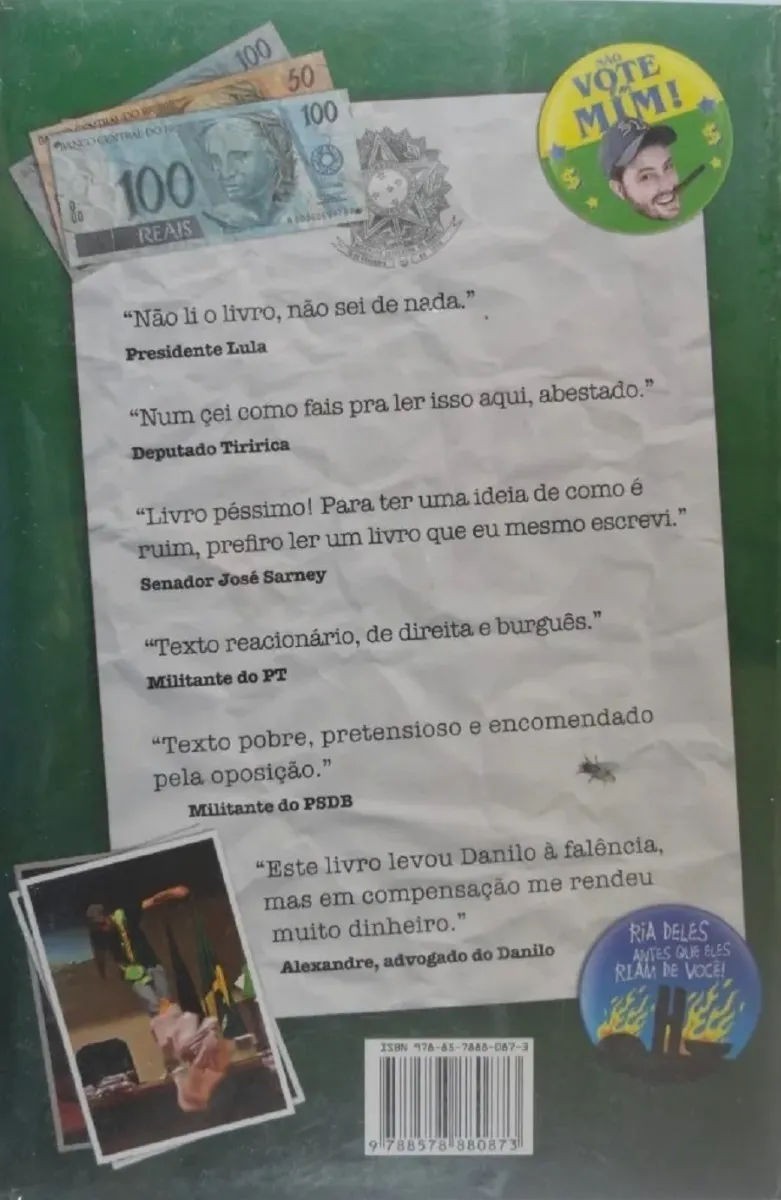 100
50
BANCO CENTRAL DO
100
100
REAIS
NÃO
VOTE
EM
MIM!
“Não li o livro, não sei de nada.”
Presidente Lula
“Num çei como fais pra ler isso aqui, abestado.”
Deputado Tiririca
“Livro péssimo! Para ter uma ideia de como é
ruim, prefiro ler um livro que eu mesmo escrevi.”
Senador José Sarney
“Texto reacionário, de direita e burguês.”
Militante do PT
“Texto pobre, pretensioso e encomendado
pela oposição.”
Militante do PSDB
“Este livro levou Danilo à falência,
mas em compensação me rendeu
muito dinheiro.”
Alexandre, advogado do Danilo
RIA DELES
ANTES QUE ELES
RIAM DE VOCÊ!
ISBN 978-85-7888-087-3
9 788578 880873